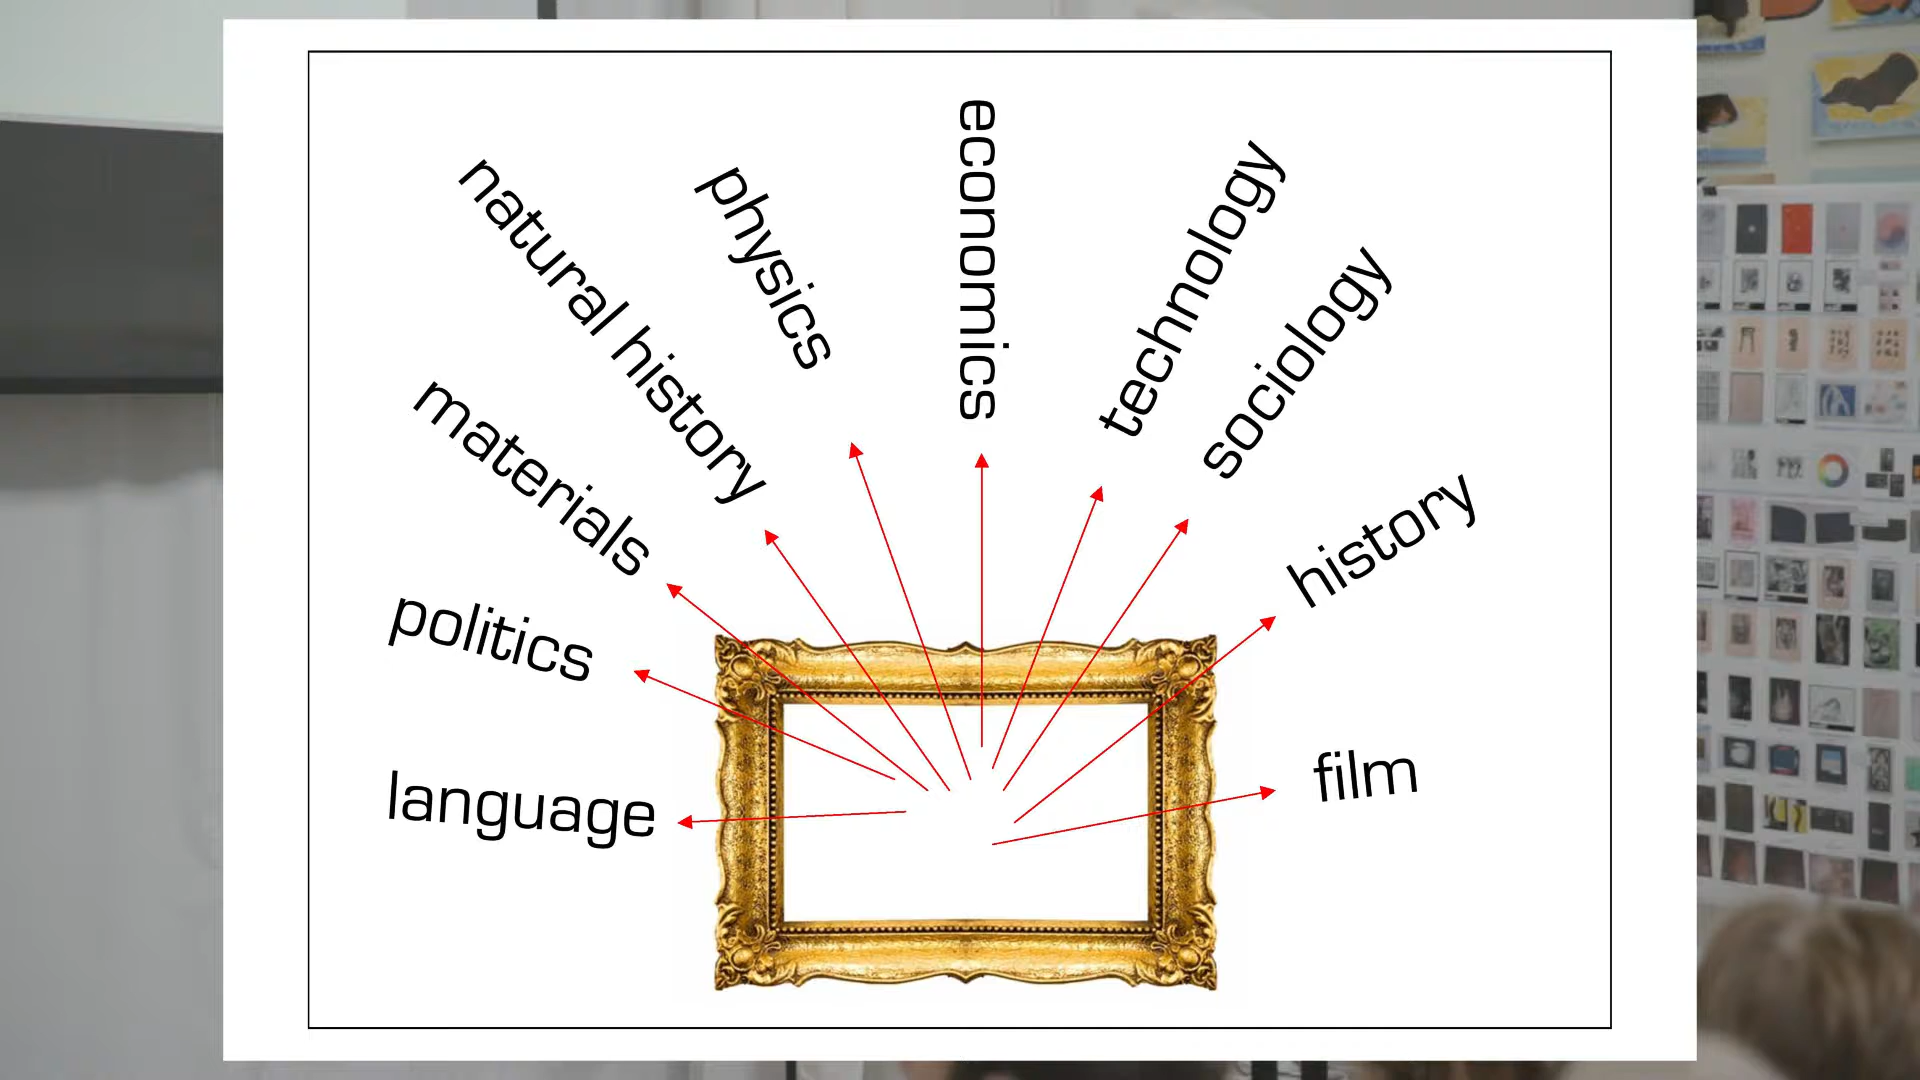 economics
technology
physics
natural history
sociology
materials
history
politics
film
language